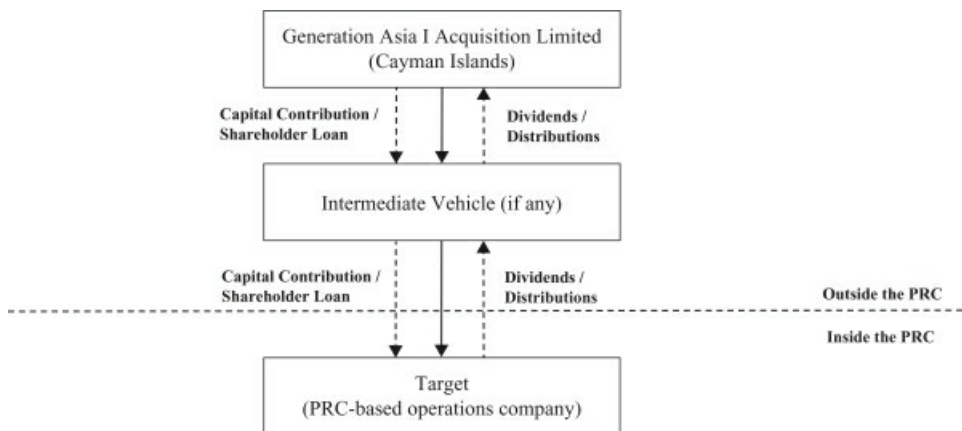 Generation Asia I Acquisition Limited
(Cayman Islands)
Capital Contribution /
Shareholder Loan
Dividends /
Distributions
Intermediate Vehicle (if any)
Capital Contribution /
Shareholder Loan
Dividends /
Distributions
Outside the PRC
Inside the PRC
Target
(PRC-based operations company)